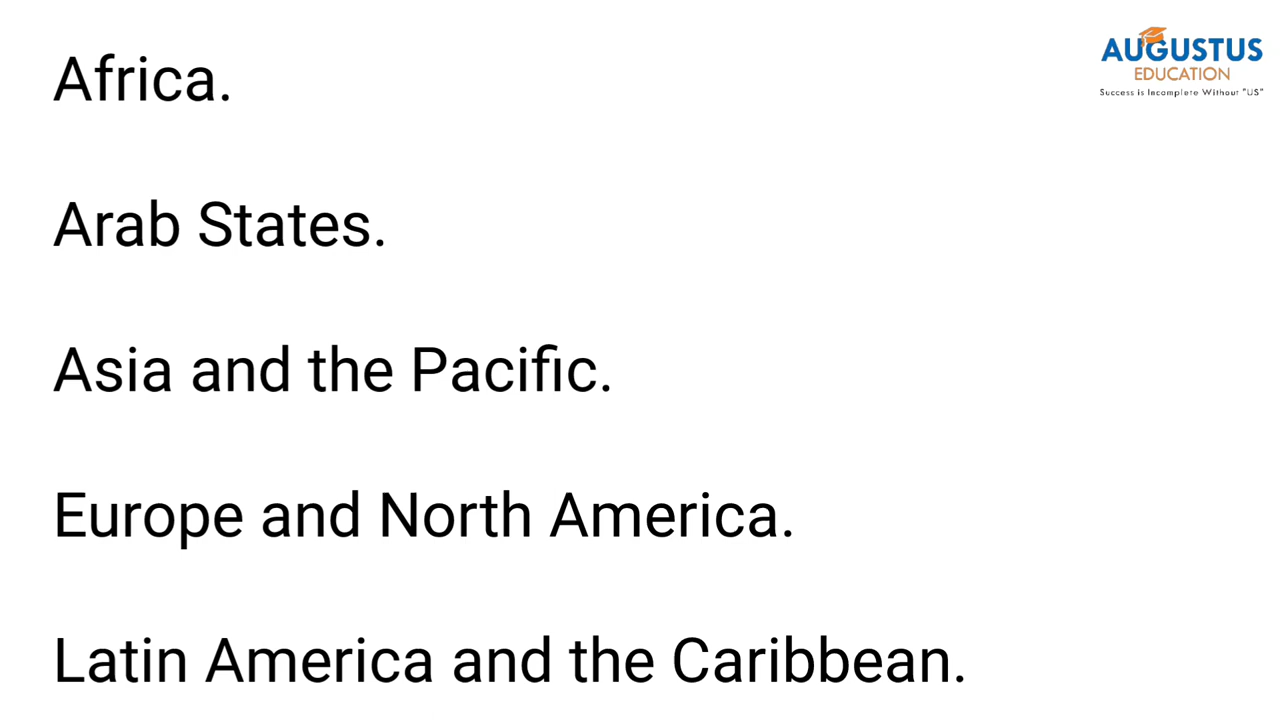 AUGUSTUS
EDUCATION
Success is Incomplete Without "US"
Africa.
Arab States.
Asia and the Pacific.
Europe and North America.
Latin America and the Caribbean.